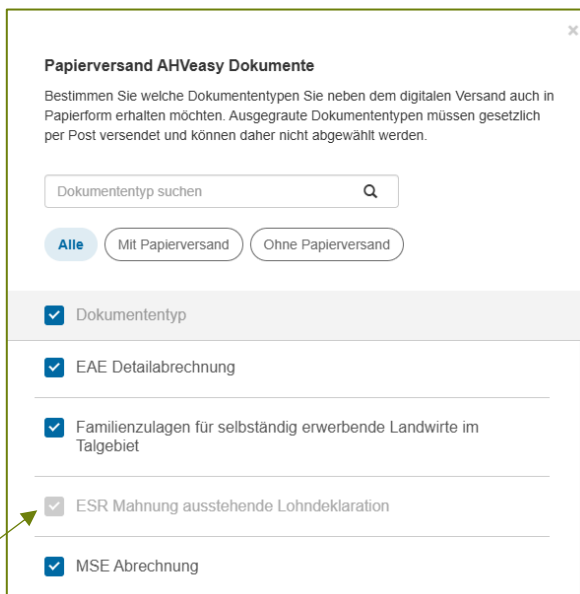 Papierversand AHVeasy Dokumente
Bestimmen Sie welche Dokumententypen Sie neben dem digitalen Versand auch in
Papierform erhalten möchten. Ausgegraute Dokumententypen müssen gesetzlich
per Post versendet und können daher nicht abgewählt werden.
Dokumententyp suchen
Alle Mit Papierversand Ohne Papierversand
Dokumententyp
EAE Detailabrechnung
Familienzulagen für selbständig erwerbende Landwirte im
Talgebiet
ESR Mahnung ausstehende Lohndeklaration
MSE Abrechnung